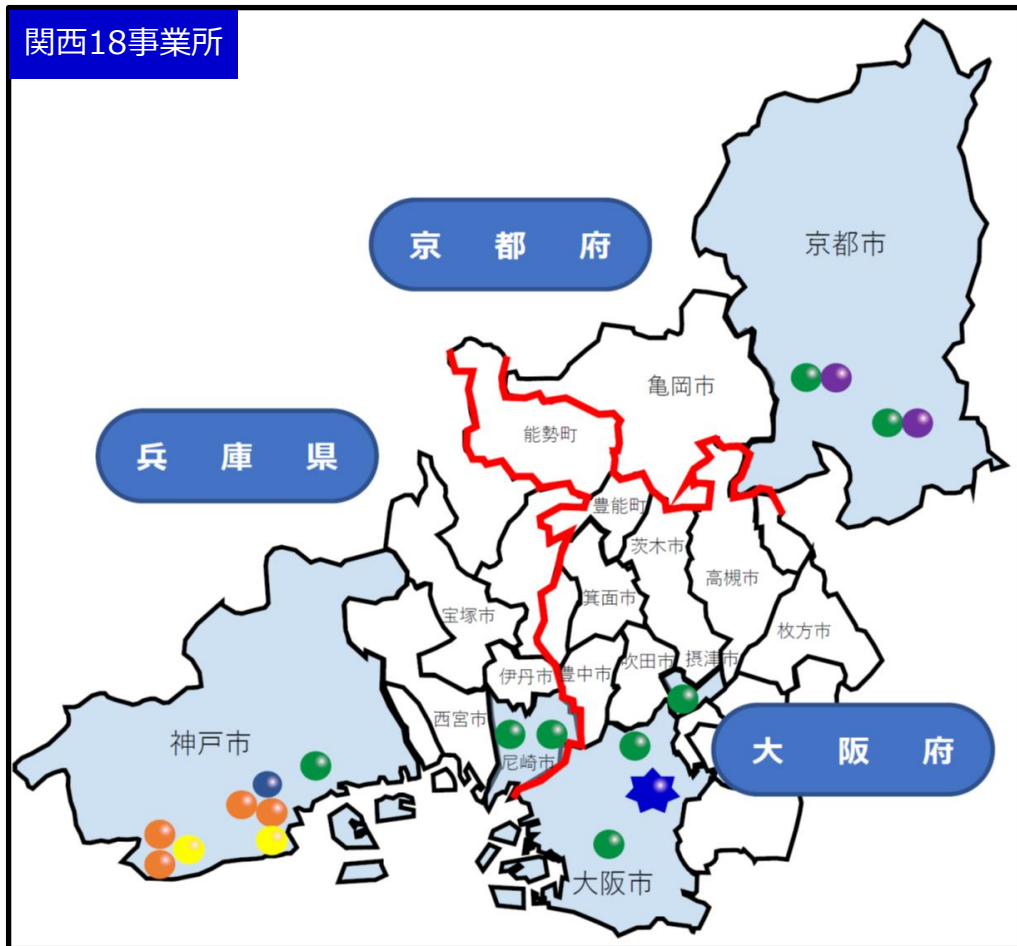 関西18事業所
京都府
京都市
亀岡市
能勢町
兵庫県
豊能町
茨木市
高槻市
箕面市
宝塚市
枚方市
吹田市
摂津市
伊丹市
豊中市
西宮市
神戸市
大阪府
尼崎市
大阪市